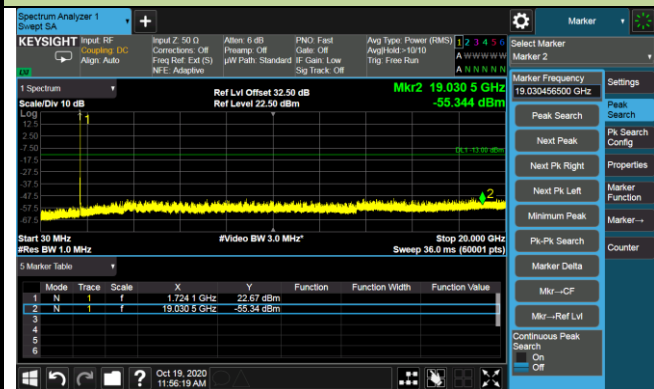 Spectrum Analyzer 1
Swept SA
Marker
KEYSIGHT
Input: RF
Coupling: DC
Align: Auto
Input Z: 50 Ω
Corrections: Off
Freq Ref: Ext (S)
NFE: Adaptive
Atten: 6 dB
Preamp: Off
µW Path: Standard
PNO: Fast
Gate: Off
IF Gain: Low
Sig Track: Off
Avg Type: Power (RMS)
Avg|Hold:>10/10
Trig: Free Run
1 2 3 4 5 6
A W W W W W
A N N N N N
Select Marker
Marker 2
Marker Frequency
19.030456500 GHz
Settings
Peak Search
Next Peak
Next Pk Right
Next Pk Left
Minimum Peak
Pk-Pk Search
Marker Delta
Mkr→CF
Mkr→Ref Lvl
Continuous Peak
Search
On
Off
Peak
Search
Pk Search
Config
Properties
Marker
Function
Marker→
Counter
1 Spectrum
Scale/Div 10 dB
Ref Lvl Offset 32.50 dB
Ref Level 22.50 dBm
Mkr2 19.030 5 GHz
-55.344 dBm
Log
12.5
2.50
-7.50
-17.5
-27.5
-37.5
-47.5
-57.5
-67.5
1
DL1 -13.00 dBm
2
Start 30 MHz
#Res BW 1.0 MHz
#Video BW 3.0 MHz*
Stop 20.000 GHz
Sweep 36.0 ms (60001 pts)
5 Marker Table
Mode Trace Scale X Y Function Function Width Function Value
1 N 1 f 1.724 1 GHz 22.67 dBm
2 N 1 f 19.030 5 GHz -55.34 dBm
3
4
5
6
?
Oct 19, 2020
11:56:19 AM